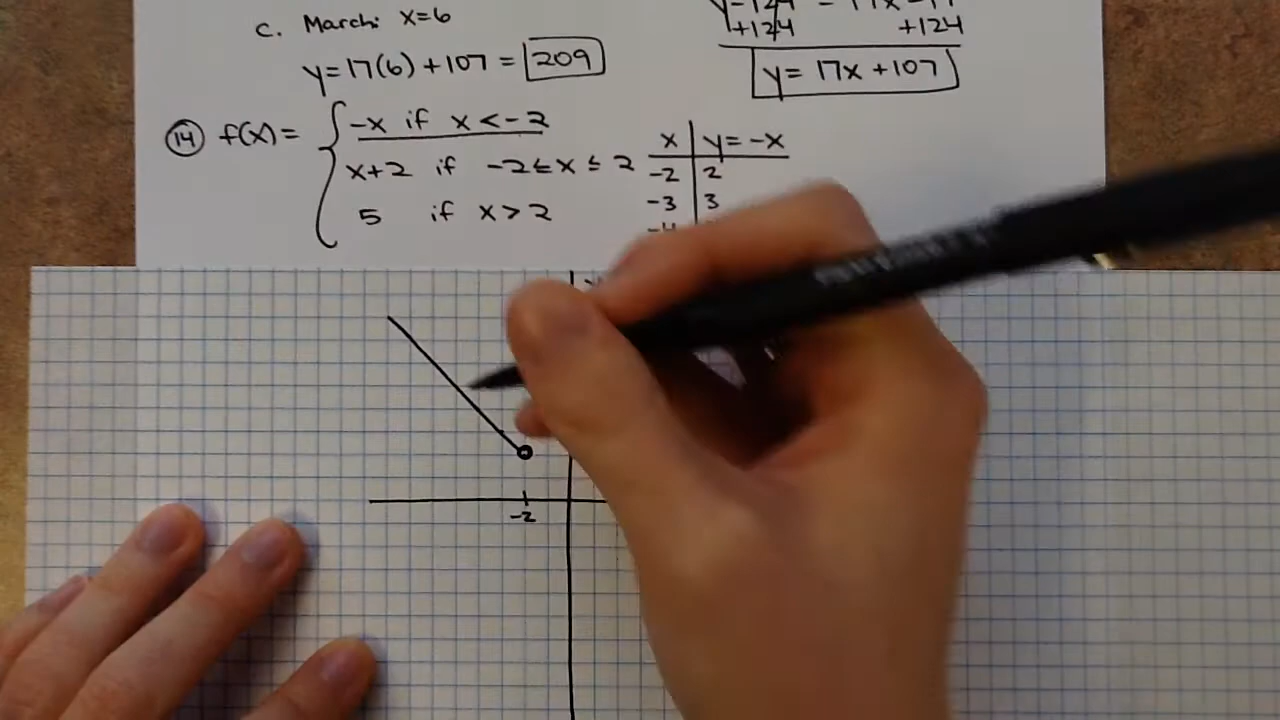 c. March: x=6
+124 +124
y=17(6)+107 = 209
y= 17x+107
14 f(x)= { -x if x<-2
x+2 if -2≤x≤2
5 if x>2
x y=-x
-2 2
-3 3
-4
-2